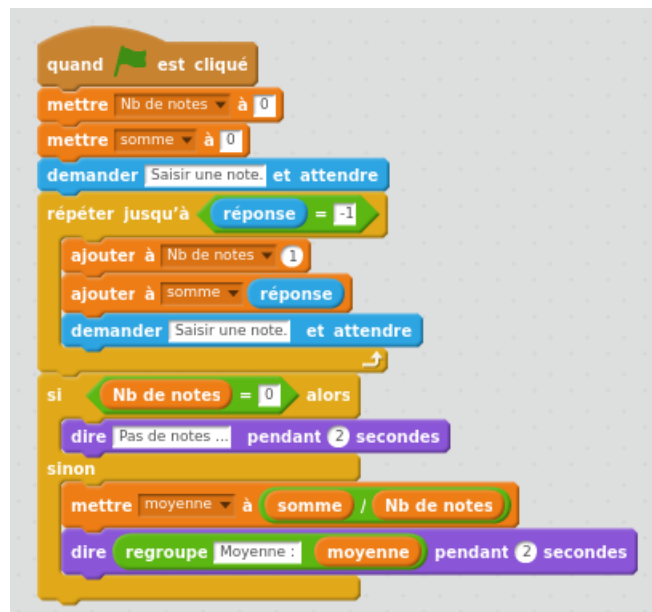 quand est cliqué
mettre Nb de notes à 0
mettre somme à 0
demander Saisir une note. et attendre
répéter jusqu'à réponse = -1
ajouter à Nb de notes 1
ajouter à somme réponse
demander Saisir une note. et attendre
si Nb de notes = 0 alors
dire Pas de notes ... pendant 2 secondes
sinon
mettre moyenne à somme / Nb de notes
dire regroupe Moyenne : moyenne pendant 2 secondes